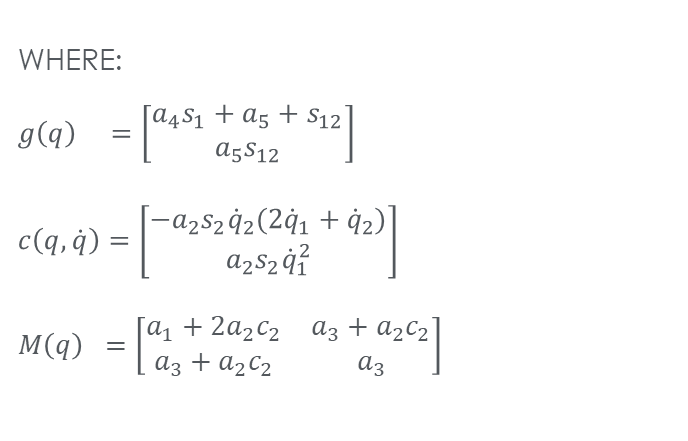 WHERE:
g(q) = [a₄s₁ + a₅ + s₁₂
a₅s₁₂]
c(q, q̇) = [−a₂s₂q̇₂(2q̇₁ + q̇₂)
a₂s₂q̇₁²]
M(q) = [a₁ + 2a₂c₂ a₃ + a₂c₂
a₃ + a₂c₂ a₃]